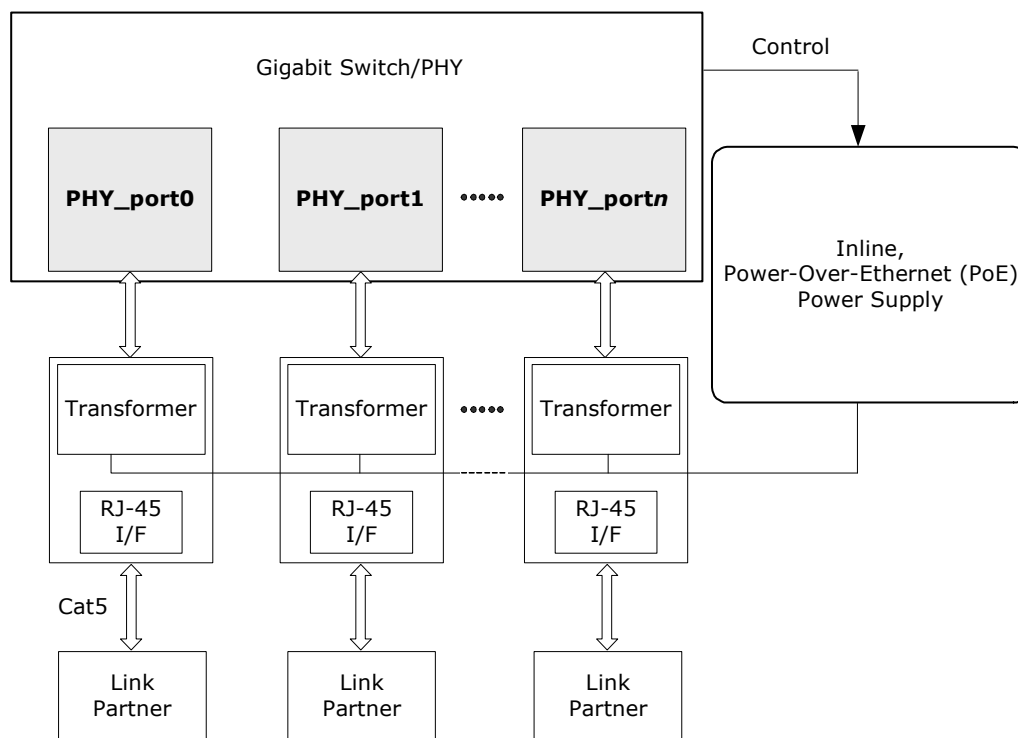 Control
Gigabit Switch/PHY
PHY_port0
PHY_port1
PHY_portn
Inline,
Power-Over-Ethernet (PoE)
Power Supply
Transformer
Transformer
Transformer
RJ-45
I/F
RJ-45
I/F
RJ-45
I/F
Cat5
Link
Partner
Link
Partner
Link
Partner